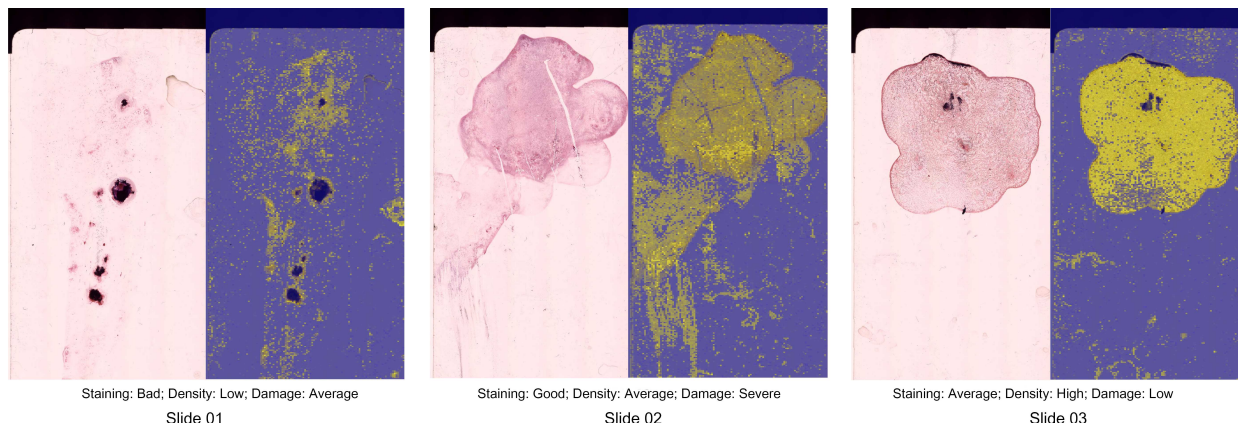 Staining: Bad; Density: Low; Damage: Average
Slide 01
Staining: Good; Density: Average; Damage: Severe
Slide 02
Staining: Average; Density: High; Damage: Low
Slide 03